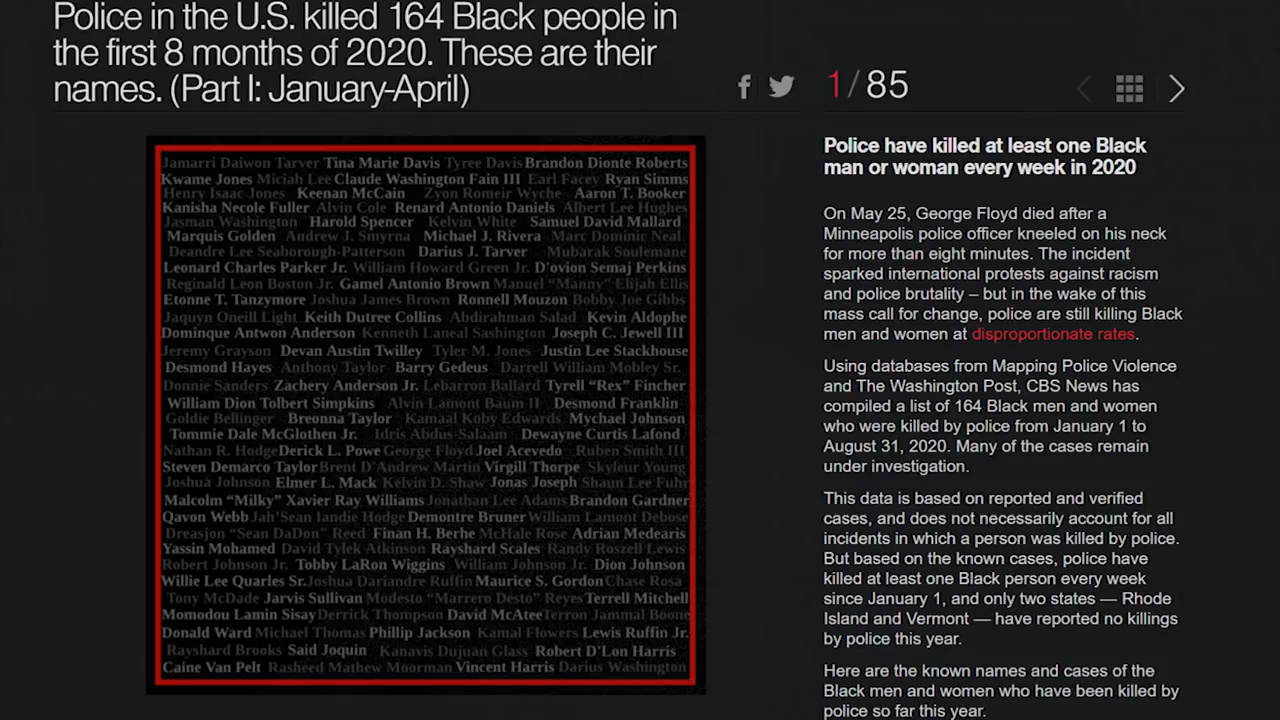 Police in the U.S. killed 164 Black people in
the first 8 months of 2020. These are their
names. (Part I: January-April)
1/85
Jamarri Daiwon Tarver Tina Marie Davis Tyree Davis Brandon Dionte Roberts
Kwame Jones Miciah Lee Claude Washington Fain III Earl Facey Ryan Simms
Henry Isaac Jones Keenan McCain Zyon Romeir Wyche Aaron T. Booker
Kanisha Necole Fuller Alvin Cole Renard Antonio Daniels Albert Lee Hughes
Jasman Washington Harold Spencer Kelvin White Samuel David Mallard
Marquis Golden Andrew J. Smyrna Michael J. Rivera Marc Dominic Neal
Deandre Lee Seaborough-Patterson Darius J. Tarver Mubarak Soulemane
Leonard Charles Parker Jr. William Howard Green Jr. D'ovion Semaj Perkins
Reginald Leon Boston Jr. Gamel Antonio Brown Manuel “Manny” Elijah Ellis
Etonne T. Tanzymore Joshua James Brown Ronnell Mouzon Bobby Joe Gibbs
Jaquyn Oneill Light Keith Dutree Collins Abdirahman Salad Kevin Aldophe
Dominque Antwon Anderson Kenneth Laneal Sashington Joseph C. Jewell III
Jeremy Grayson Devan Austin Twilley Tyler M. Jones Justin Lee Stackhouse
Desmond Hayes Anthony Taylor Barry Gedeus Darrell William Mobley Sr.
Donnie Sanders Zachery Anderson Jr. Lebarron Ballard Tyrell “Rex” Fincher
William Dion Tolbert Simpkins Alvin Lamont Baum II Desmond Franklin
Goldie Bellinger Breonna Taylor Kamaal Koby Edwards Mychael Johnson
Tommie Dale McGlothen Jr. Idris Abdus-Salaam Dewayne Curtis Lafond
Nathan R. Hodge Derick L. Powe George Floyd Joel Acevedo Ruben Smith III
Steven Demarco Taylor Brent D'Andrew Martin Virgill Thorpe Skyleur Young
Joshua Johnson Elmer L. Mack Kelvin D. Shaw Jonas Joseph Shaun Lee Fuhr
Malcolm “Milky” Xavier Ray Williams Jonathan Lee Adams Brandon Gardner
Qavon Webb Jah'Sean Iandie Hodge Demontre Bruner William Lamont Debose
Dreasjon “Sean DaDon” Reed Finan H. Berhe McHale Rose Adrian Medearis
Yassin Mohamed David Tylek Atkinson Rayshard Scales Randy Roszell Lewis
Robert Johnson Jr. Tobby LaRon Wiggins William Johnson Jr. Dion Johnson
Willie Lee Quarles Sr. Joshua Dariandre Ruffin Maurice S. Gordon Chase Rosa
Tony McDade Jarvis Sullivan Modesto “Marrero Desto” Reyes Terrell Mitchell
Momodou Lamin Sisay Derrick Thompson David McAtee Terron Jammal Boone
Donald Ward Michael Thomas Phillip Jackson Kamal Flowers Lewis Ruffin Jr.
Rayshard Brooks Said Joquin Kanavis Dujuan Glass Robert D'Lon Harris
Caine Van Pelt Rasheed Mathew Moorman Vincent Harris Darius Washington
Police have killed at least one Black
man or woman every week in 2020
On May 25, George Floyd died after a
Minneapolis police officer kneeled on his neck
for more than eight minutes. The incident
sparked international protests against racism
and police brutality – but in the wake of this
mass call for change, police are still killing Black
men and women at disproportionate rates.
Using databases from Mapping Police Violence
and The Washington Post, CBS News has
compiled a list of 164 Black men and women
who were killed by police from January 1 to
August 31, 2020. Many of the cases remain
under investigation.
This data is based on reported and verified
cases, and does not necessarily account for all
incidents in which a person was killed by police.
But based on the known cases, police have
killed at least one Black person every week
since January 1, and only two states — Rhode
Island and Vermont — have reported no killings
by police this year.
Here are the known names and cases of the
Black men and women who have been killed by
police so far this year.